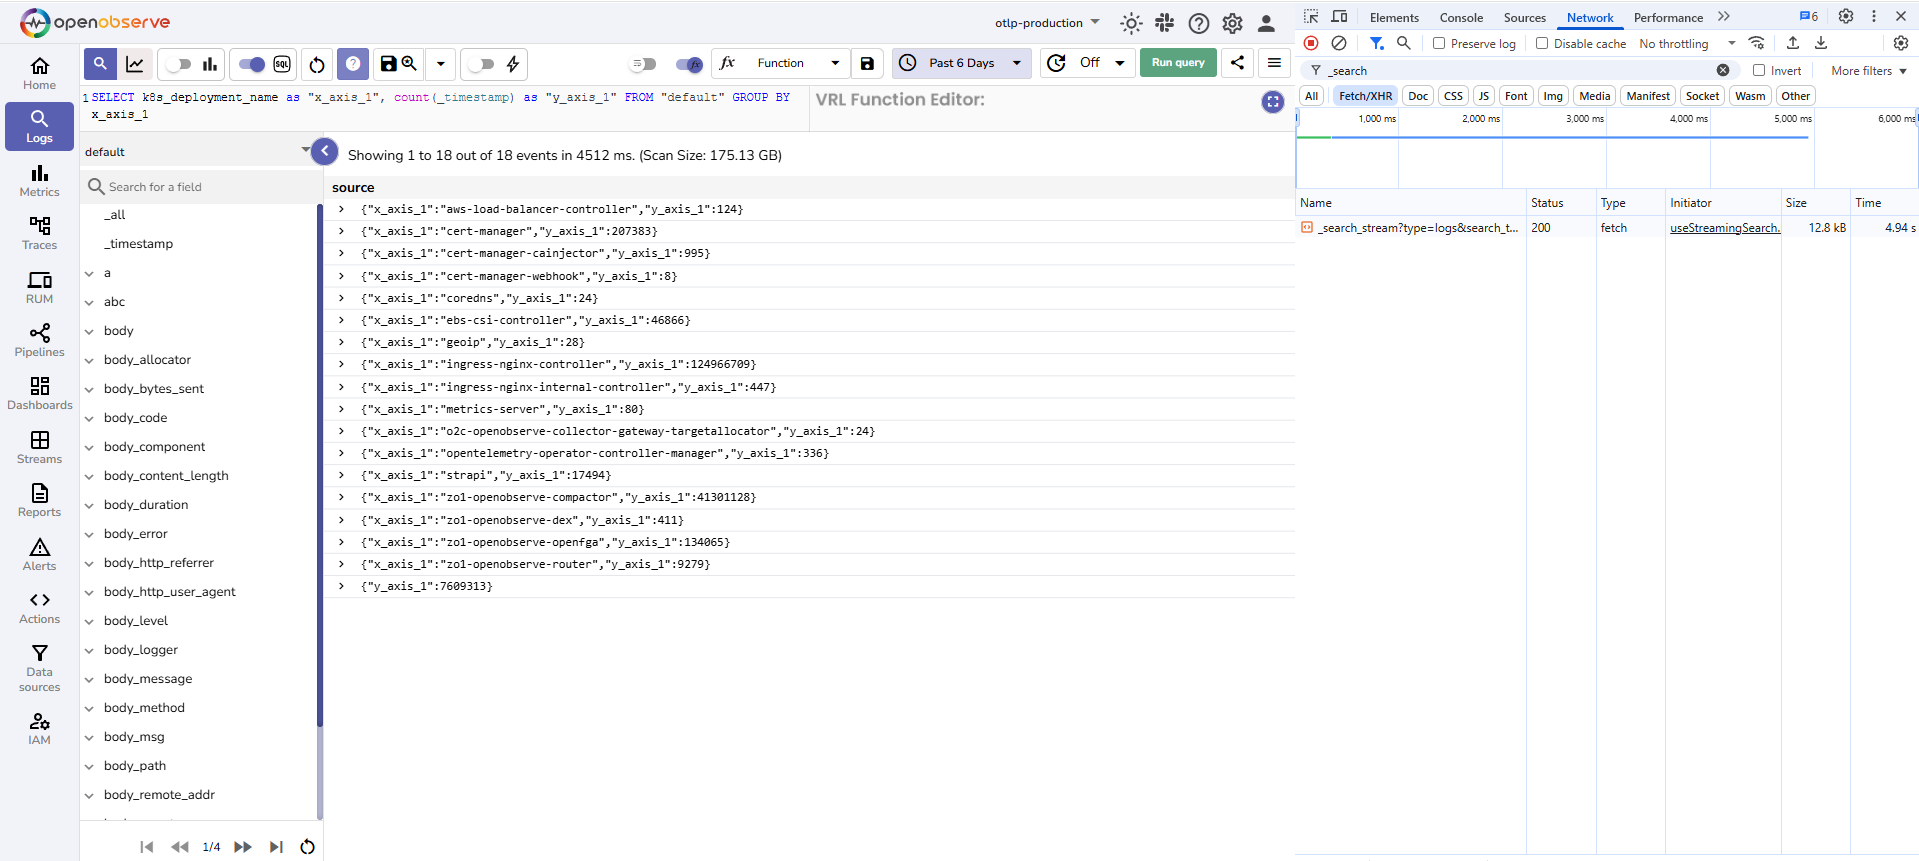 openobserve
otlp-production
Home
Logs
Metrics
Traces
RUM
Pipelines
Dashboards
Streams
Reports
Alerts
Actions
Data
sources
IAM
SQL
fx
Function
Past 6 Days
Off
Run query
1 SELECT k8s_deployment_name as "x_axis_1", count(_timestamp) as "y_axis_1" FROM "default" GROUP BY
x_axis_1
VRL Function Editor:
default
Search for a field
_all
_timestamp
a
abc
body
body_allocator
body_bytes_sent
body_code
body_component
body_content_length
body_duration
body_error
body_http_referrer
body_http_user_agent
body_level
body_logger
body_message
body_method
body_msg
body_path
body_remote_addr
1/4
Showing 1 to 18 out of 18 events in 4512 ms. (Scan Size: 175.13 GB)
source
{"x_axis_1":"aws-load-balancer-controller","y_axis_1":124}
{"x_axis_1":"cert-manager","y_axis_1":207383}
{"x_axis_1":"cert-manager-cainjector","y_axis_1":995}
{"x_axis_1":"cert-manager-webhook","y_axis_1":8}
{"x_axis_1":"coredns","y_axis_1":24}
{"x_axis_1":"ebs-csi-controller","y_axis_1":46866}
{"x_axis_1":"geoip","y_axis_1":28}
{"x_axis_1":"ingress-nginx-controller","y_axis_1":124966709}
{"x_axis_1":"ingress-nginx-internal-controller","y_axis_1":447}
{"x_axis_1":"metrics-server","y_axis_1":80}
{"x_axis_1":"o2c-openobserve-collector-gateway-targetallocator","y_axis_1":24}
{"x_axis_1":"opentelemetry-operator-controller-manager","y_axis_1":336}
{"x_axis_1":"strapi","y_axis_1":17494}
{"x_axis_1":"zo1-openobserve-compactor","y_axis_1":41301128}
{"x_axis_1":"zo1-openobserve-dex","y_axis_1":411}
{"x_axis_1":"zo1-openobserve-openfga","y_axis_1":134065}
{"x_axis_1":"zo1-openobserve-router","y_axis_1":9279}
{"y_axis_1":7609313}
Elements Console Sources Network Performance 6
Preserve log Disable cache No throttling
_search Invert More filters
All Fetch/XHR Doc CSS JS Font Img Media Manifest Socket Wasm Other
1,000 ms 2,000 ms 3,000 ms 4,000 ms 5,000 ms 6,000 ms
Name Status Type Initiator Size Time
_search_stream?type=logs&search_t... 200 fetch useStreamingSearch. 12.8 kB 4.94 s